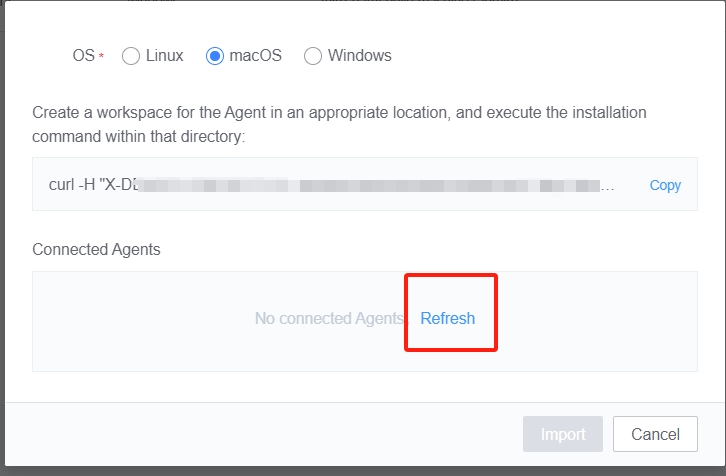 OS * Linux macOS Windows
Create a workspace for the Agent in an appropriate location, and execute the installation
command within that directory:
curl -H "X-D ... Copy
Connected Agents
No connected Agents. Refresh
Import Cancel